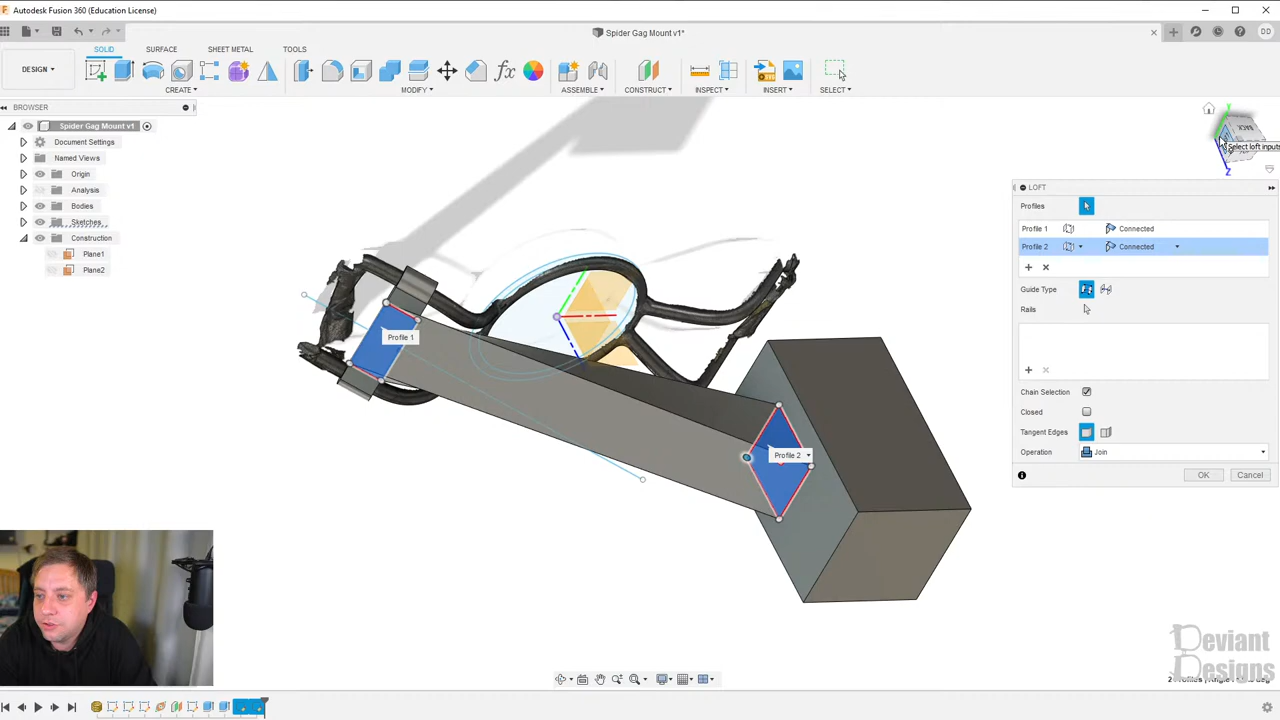 Autodesk Fusion 360 (Education License)
Spider Gag Mount v1*
DESIGN
SOLID SURFACE SHEET METAL TOOLS
CREATE MODIFY ASSEMBLE CONSTRUCT INSPECT INSERT SELECT
BROWSER
Spider Gag Mount v1
Document Settings
Named Views
Origin
Analysis
Bodies
Sketches
Construction
Plane1
Plane2
BACK
Z
Select loft inputs
LOFT
Profiles
Profile 1 Connected
Profile 2 Connected
Guide Type
Rails
Chain Selection
Closed
Tangent Edges
Operation Join
OK Cancel
Profile 1
Profile 2
DD
Deviant
Designs